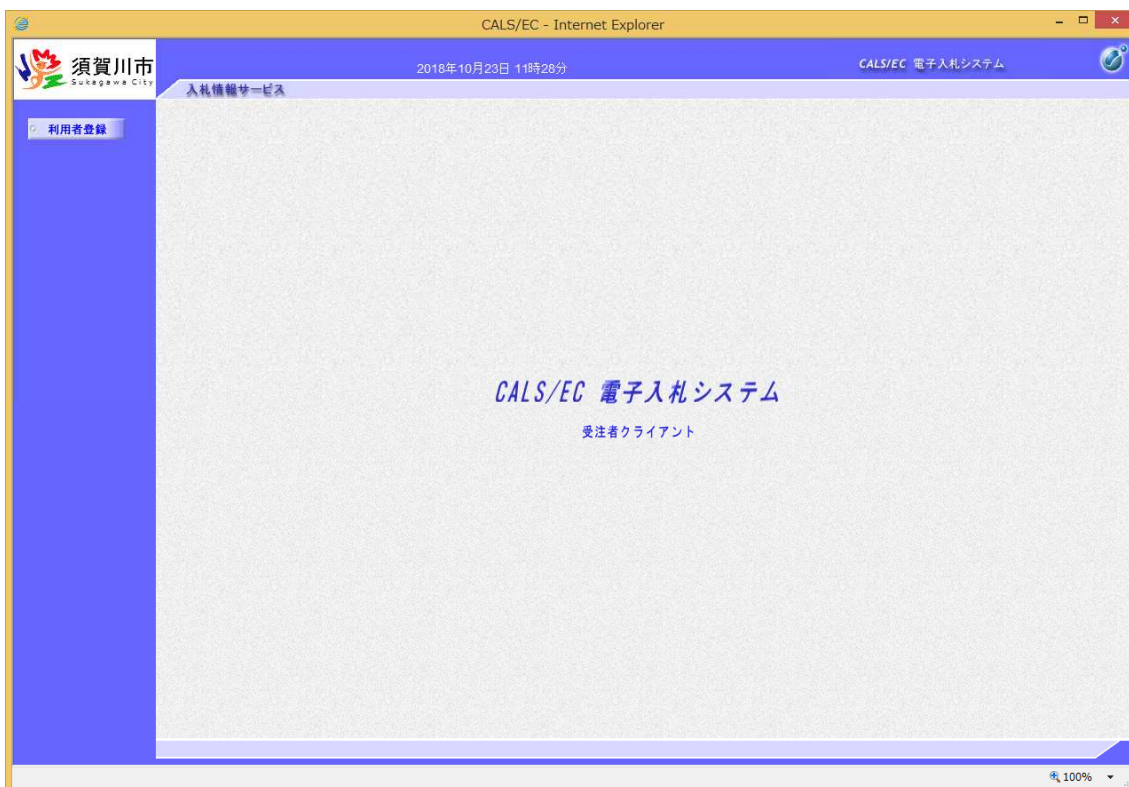 CALS/EC - Internet Explorer
須賀川市
Sukagawa City
2018年10月23日 11時28分
CALS/EC 電子入札システム
入札情報サービス
利用者登録
CALS/EC 電子入札システム
受注者クライアント
100%